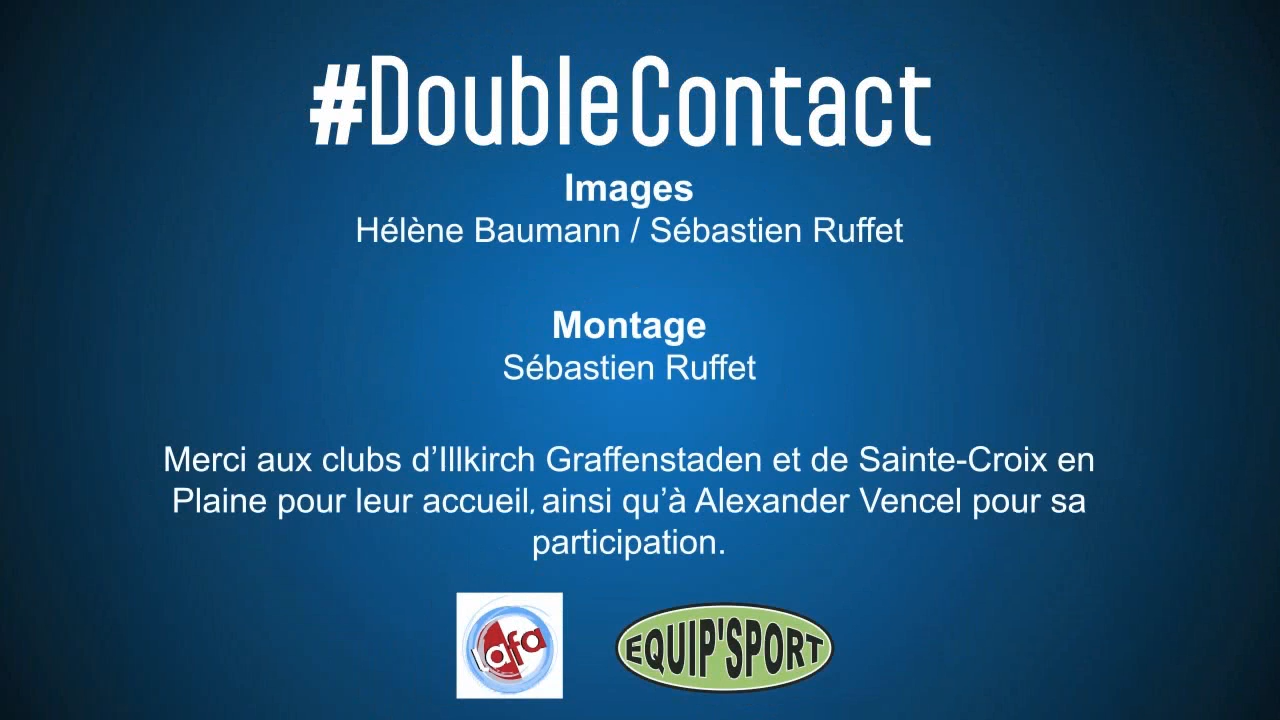 #DoubleContact
Images
Hélène Baumann / Sébastien Ruffet
Montage
Sébastien Ruffet
Merci aux clubs d’Illkirch Graffenstaden et de Sainte-Croix en
Plaine pour leur accueil, ainsi qu’à Alexander Vencel pour sa
participation.
Lafa
EQUIP'SPORT